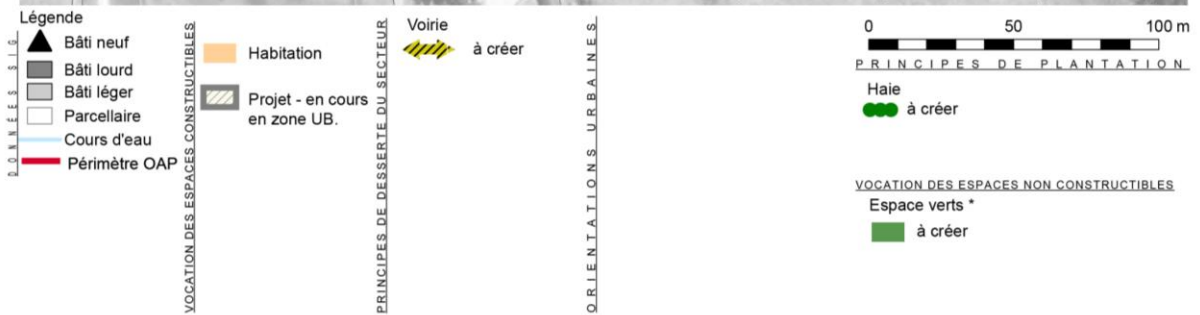 Légende
Bâti neuf
Bâti lourd
Bâti léger
Parcellaire
Cours d'eau
Périmètre OAP
DONNÉES SIG
VOCATION DES ESPACES CONSTRUCTIBLES
Habitation
Projet - en cours
en zone UB.
PRINCIPES DE DESSERTE DU SECTEUR
Voirie
à créer
ORIENTATIONS URBAINES
0 50 100 m
PRINCIPES DE PLANTATION
Haie
à créer
VOCATION DES ESPACES NON CONSTRUCTIBLES
Espace verts *
à créer